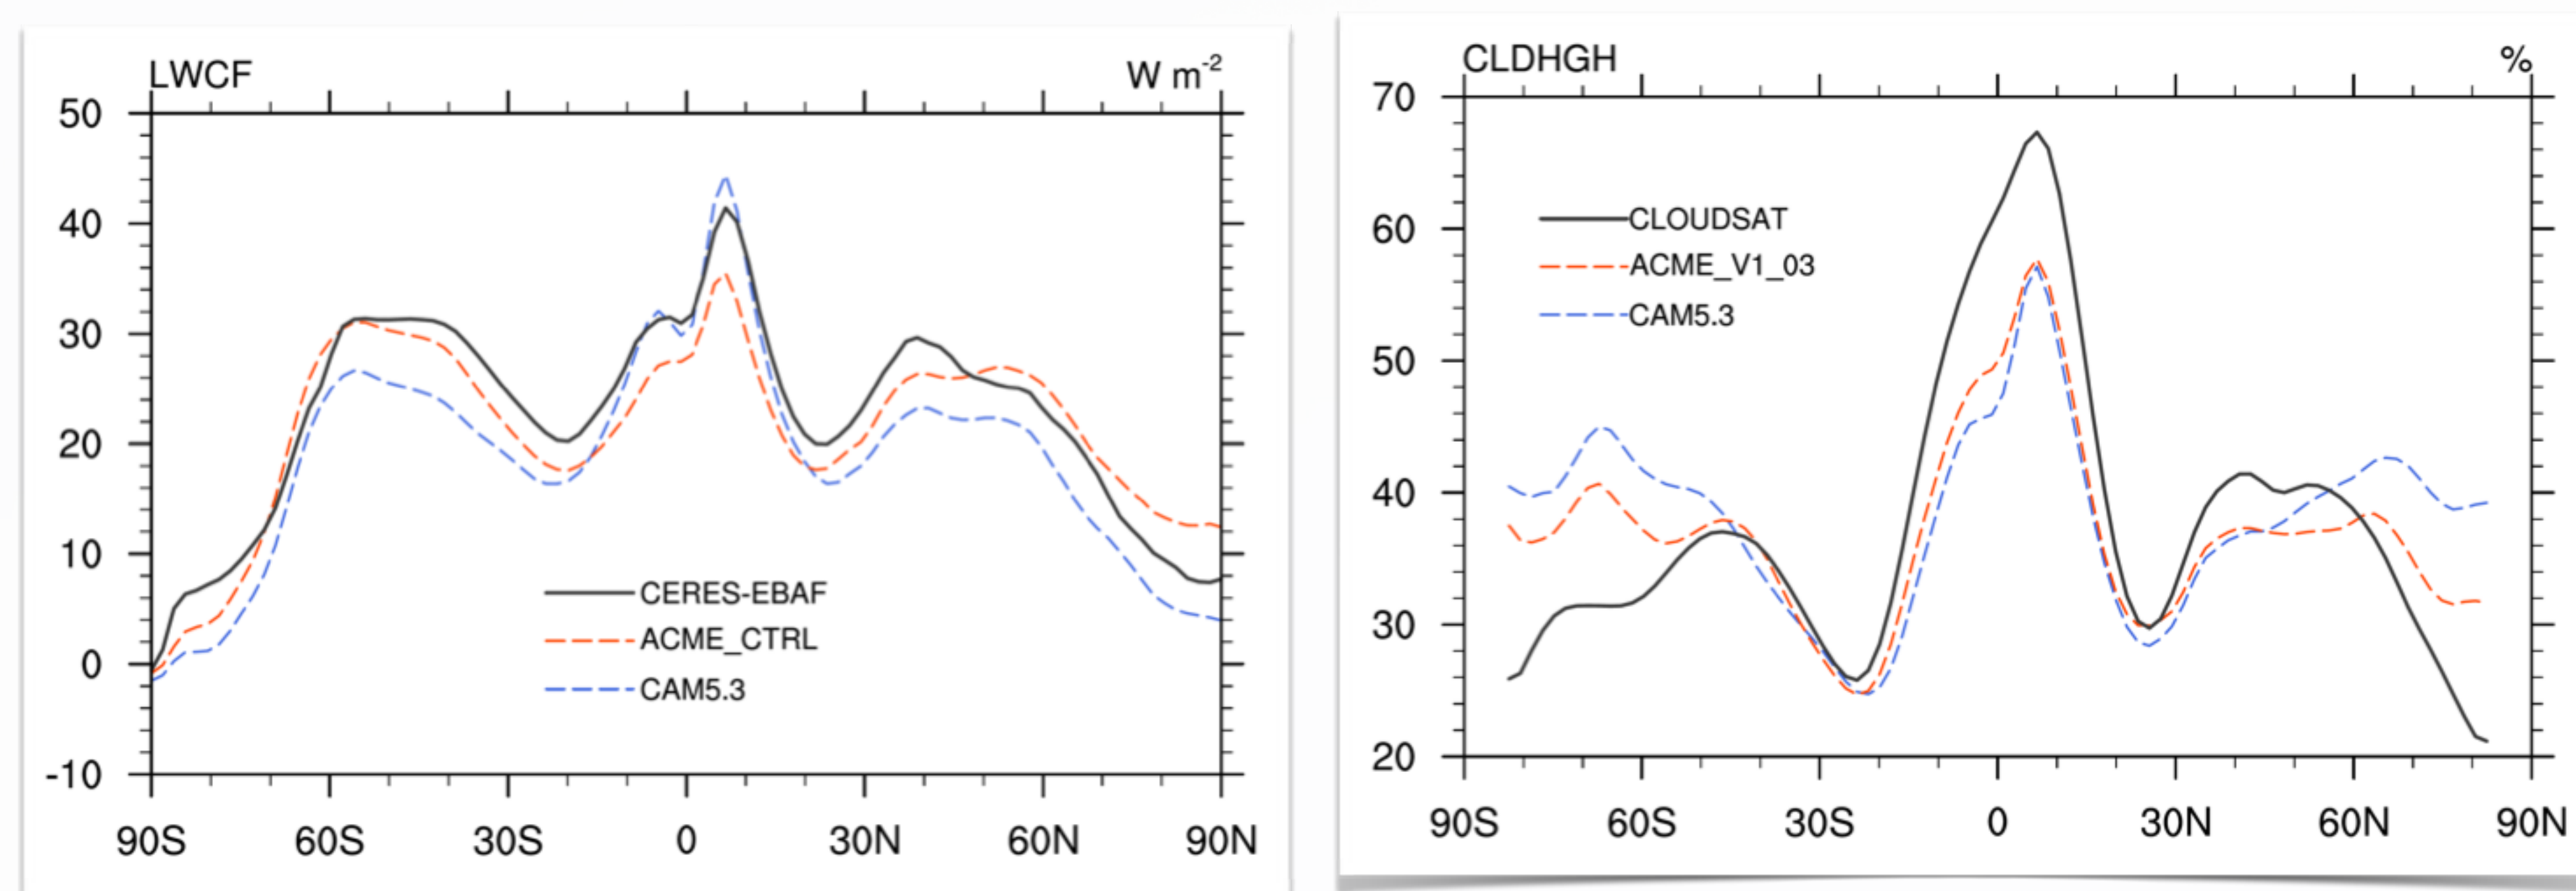 LWCF W m-2
50
40
30
20
10
0
-10
CERES-EBAF
ACME_CTRL
CAM5.3
90S 60S 30S 0 30N 60N 90N
CLDHGH %
70
60
50
40
30
20
CLOUDSAT
ACME_V1_03
CAM5.3
90S 60S 30S 0 30N 60N 90N